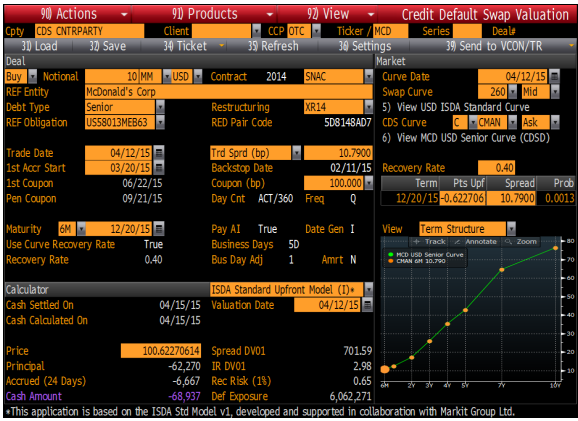 90) Actions 91) Products 92) View Credit Default Swap Valuation
Cpty CDS CNTRPARTY Client CCP OTC Ticker / MCD Series Deal#
31) Load 32) Save 34) Ticket 35) Refresh 36) Settings 39) Send to VCON/TR
Deal Market
Buy Notional 10 MM USD Contract 2014 SNAC Curve Date 04/12/15
REF Entity McDonald's Corp Swap Curve 260 Mid
Debt Type Senior Restructuring XR14 5) View USD ISDA Standard Curve
REF Obligation US58013MEB63 RED Pair Code 5D8148AD7 CDS Curve C CMAN Ask
6) View MCD USD Senior Curve (CDSD)
Trade Date 04/12/15 Trd Sprd (bp) 10.7900
1st Accr Start 03/20/15 Backstop Date 02/11/15 Recovery Rate 0.40
1st Coupon 06/22/15 Coupon (bp) 100.000 Term Pts Upf Spread Prob
Pen Coupon 09/21/15 Day Cnt ACT/360 Freq Q 12/20/15 -0.622706 10.7900 0.0013
Maturity 6M 12/20/15 Pay AI True Date Gen I View Term Structure
Use Curve Recovery Rate True Business Days 5D Track Annotate Zoom
Recovery Rate 0.40 Bus Day Adj 1 Amrt N MCD USD Senior Curve
CMAN 6M 10.790
Calculator ISDA Standard Upfront Model (I)*
Cash Settled On 04/15/15 Valuation Date 04/12/15
Cash Calculated On 04/15/15
Price 100.62270614 Spread DV01 701.59
Principal -62,270 IR DV01 2.98
Accrued (24 Days) -6,667 Rec Risk (1%) 0.65
Cash Amount -68,937 Def Exposure 6,062,271
80
70
60
50
40
30
20
10
6M 2Y 3Y 4Y 5Y 7Y 10Y
*This application is based on the ISDA Std Model v1, developed and supported in collaboration with Markit Group Ltd.